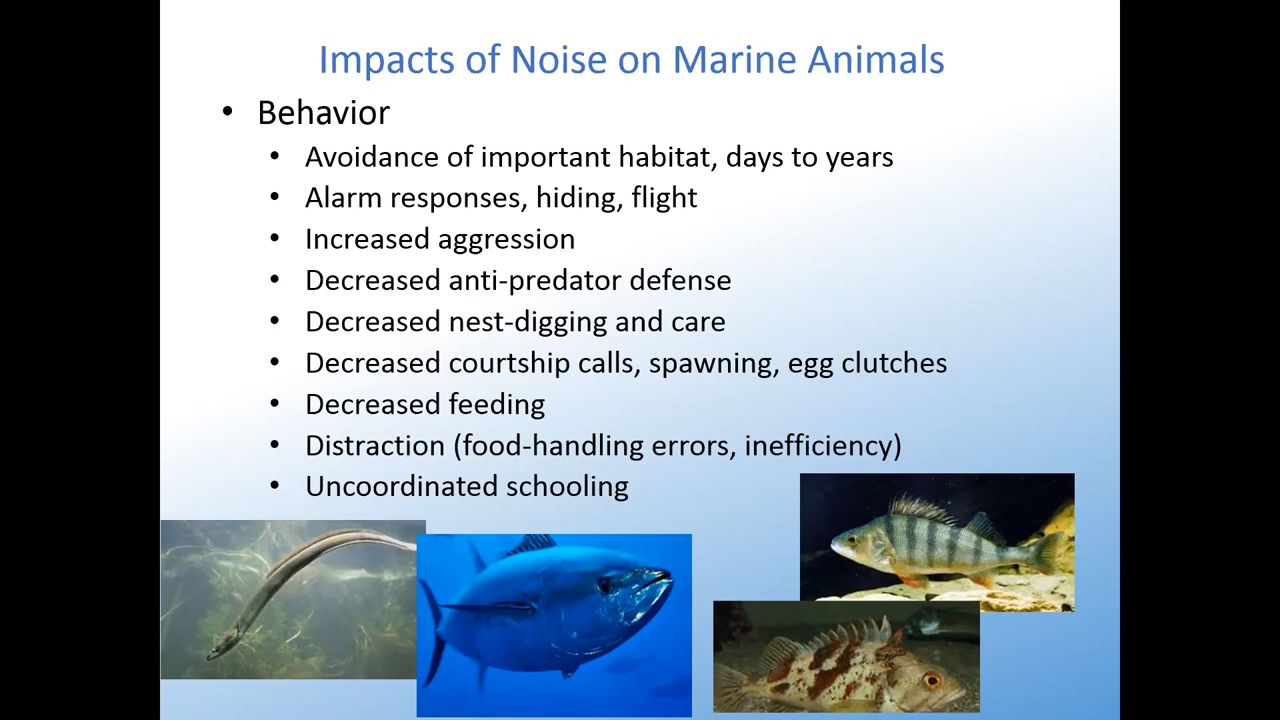 Impacts of Noise on Marine Animals
• Behavior
• Avoidance of important habitat, days to years
• Alarm responses, hiding, flight
• Increased aggression
• Decreased anti-predator defense
• Decreased nest-digging and care
• Decreased courtship calls, spawning, egg clutches
• Decreased feeding
• Distraction (food-handling errors, inefficiency)
• Uncoordinated schooling